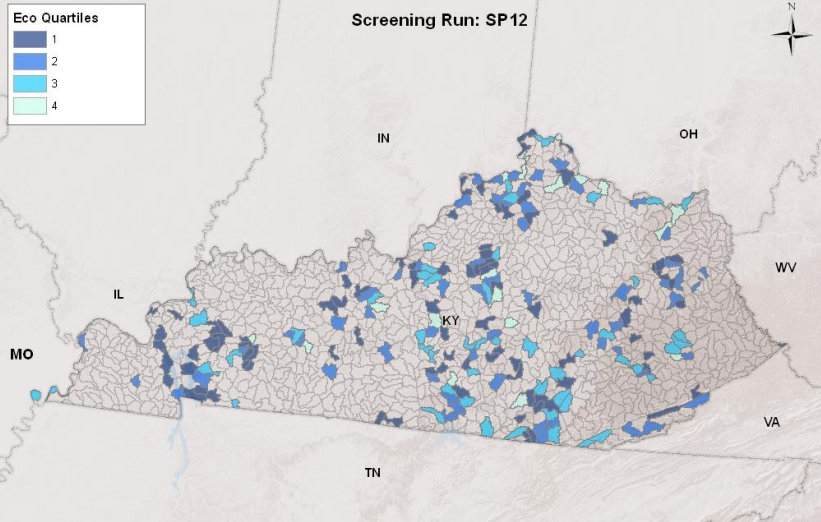 Eco Quartiles
1
2
3
4
Screening Run: SP12
N
IN
OH
WV
IL
KY
MO
VA
TN